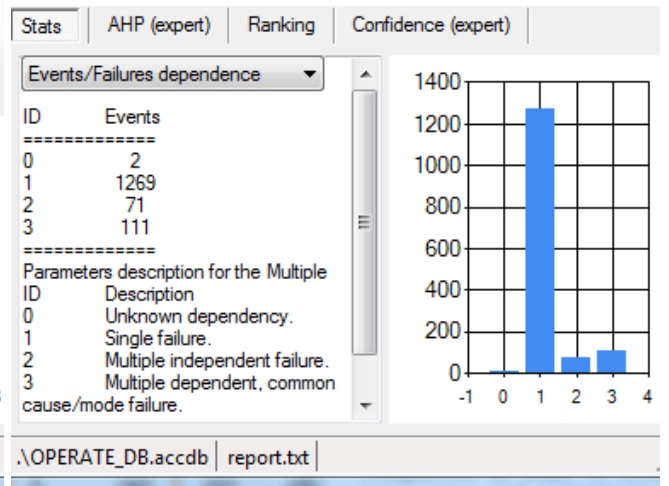 Stats AHP (expert) Ranking Confidence (expert)
Events/Failures dependence
ID Events
=============
0 2
1 1269
2 71
3 111
=============
Parameters description for the Multiple
ID Description
0 Unknown dependency.
1 Single failure.
2 Multiple independent failure.
3 Multiple dependent, common
cause/mode failure.
1400
1200
1000
800
600
400
200
0
-1 0 1 2 3 4
.\OPERATE_DB.accdb report.txt